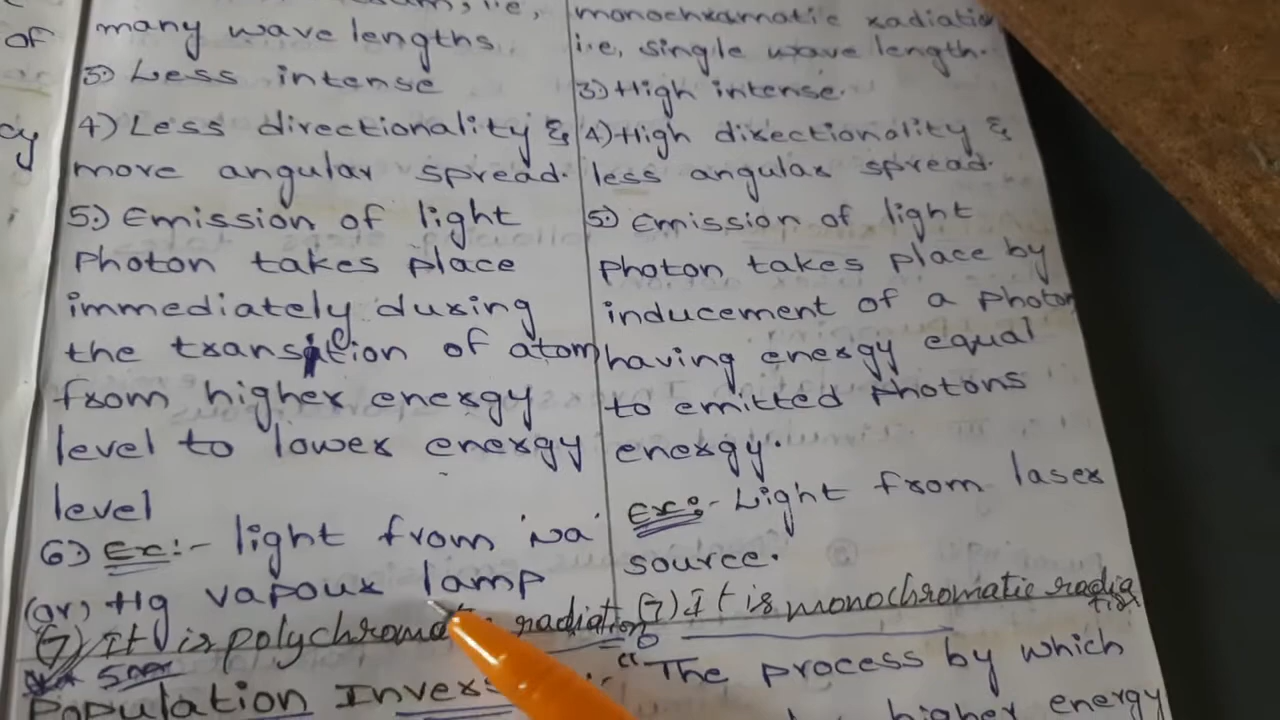 of
cy
i.e,
many wave lengths.
3) Less intense
4) Less directionality &
more angular spread.
5) Emission of light
Photon takes place
immediately during
the transition of atom
from higher energy
level to lower energy
level
6) Ex:- light from 'Na'
(or) Hg vapour lamp
(7) It is polychromatic radiation
Population Invers
monochromatic radiation
i.e, single wave length.
3) High intense.
4) High directionality &
less angular spread.
5) Emission of light
Photon takes place by
inducement of a photon
having energy equal
to emitted photons
energy.
Ex:- Light from laser
source.
(7) It is monochromatic radiation
"The process by which
higher energy